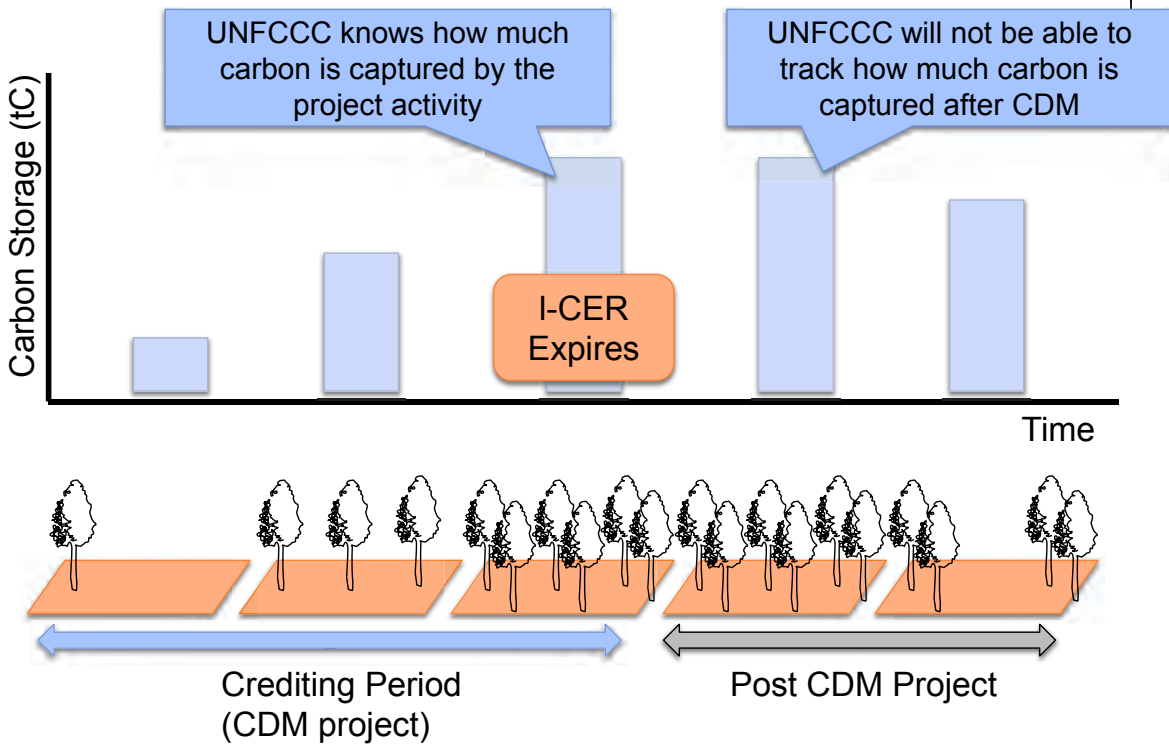 UNFCCC knows how much
carbon is captured by the
project activity
UNFCCC will not be able to
track how much carbon is
captured after CDM
Carbon Storage (tC)
l-CER
Expires
Time
Crediting Period
(CDM project)
Post CDM Project